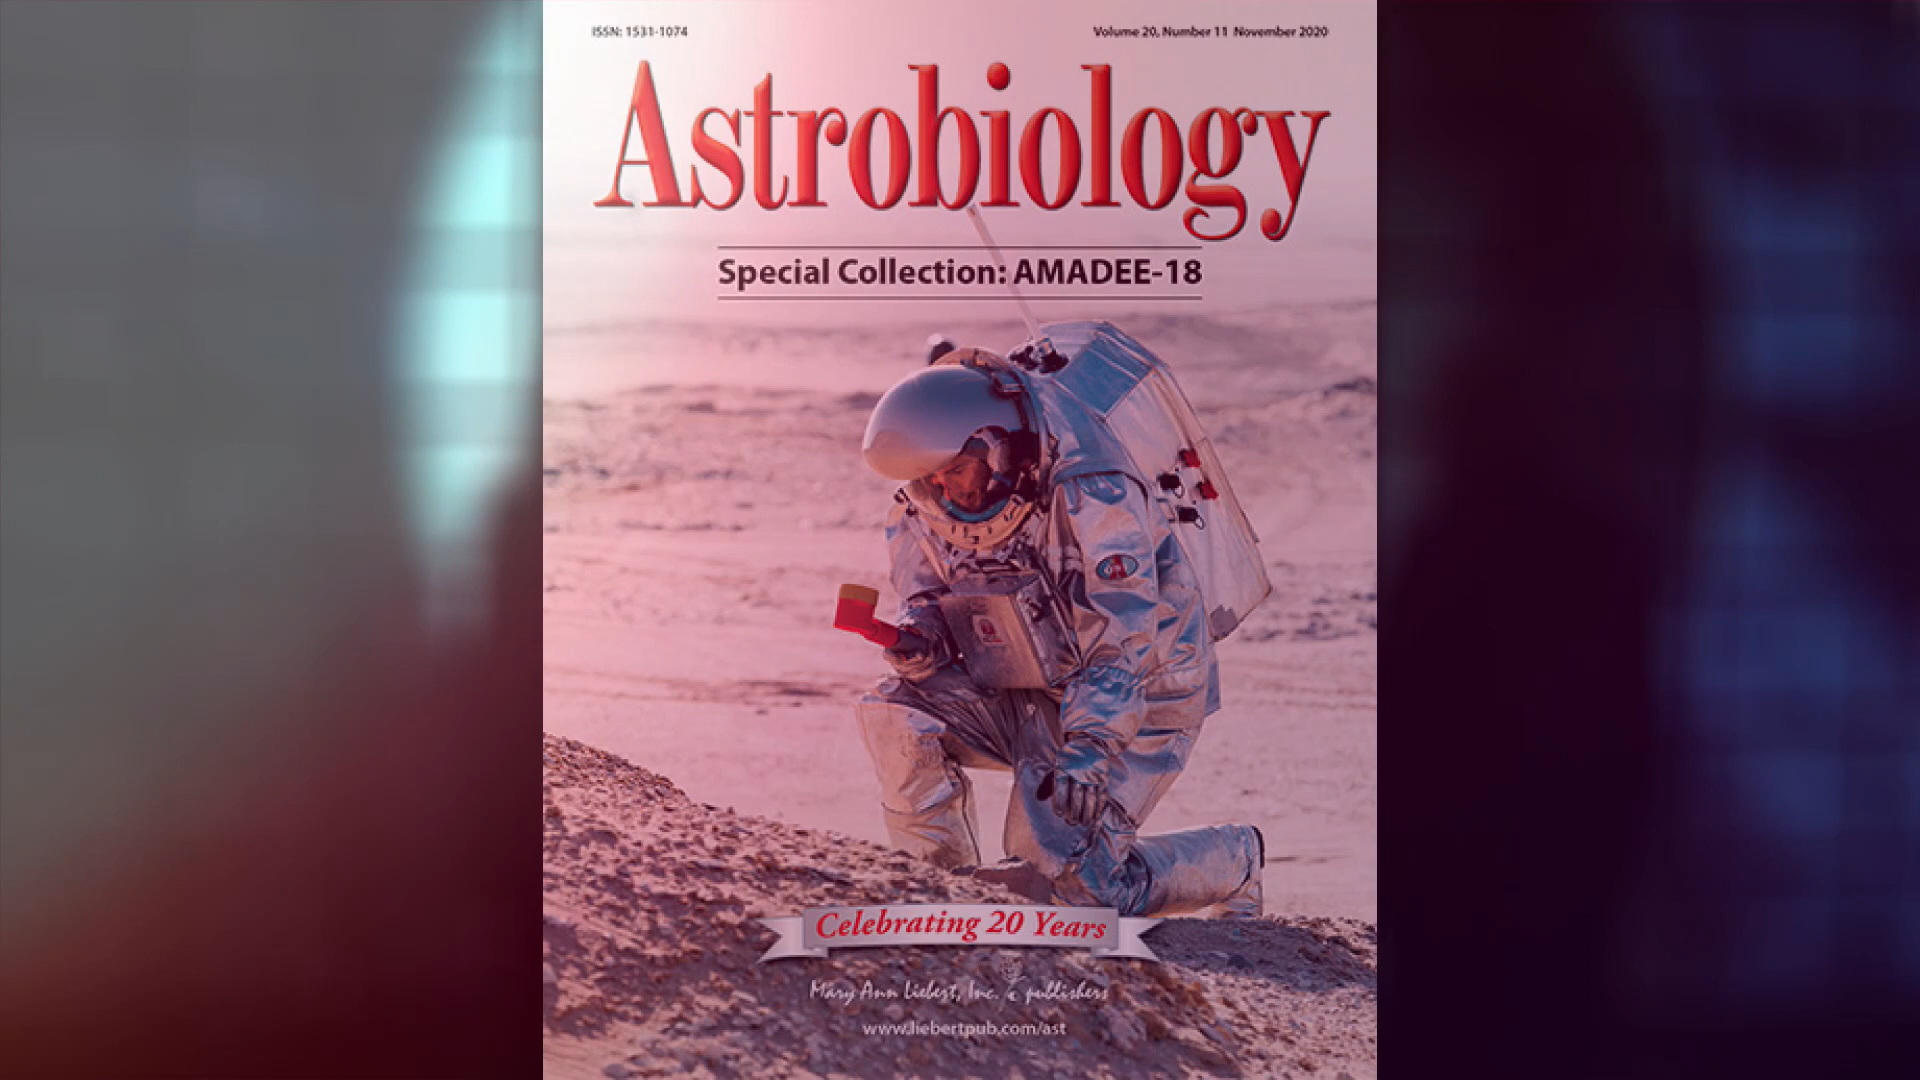 ISSN: 1531-1074
Volume 20, Number 11 November 2020
Astrobiology
Special Collection: AMADEE-18
Celebrating 20 Years
Mary Ann Liebert, Inc. publishers
www.liebertpub.com/ast